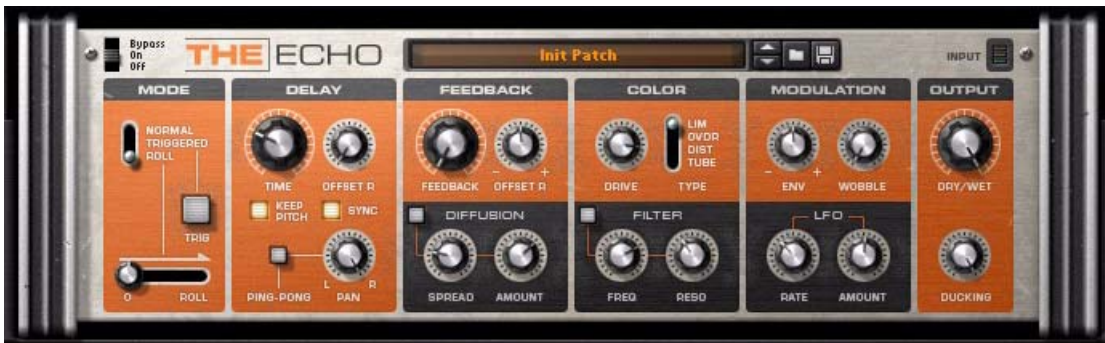 Bypass
On
Off
THE ECHO
Init Patch
INPUT
MODE
NORMAL
TRIGGERED
ROLL
TRIG
0 ROLL
DELAY
TIME OFFSET R
KEEP
PITCH
SYNC
L R
PING-PONG PAN
FEEDBACK
- +
FEEDBACK OFFSET R
DIFFUSION
SPREAD AMOUNT
COLOR
LIM
OVDR
DIST
TUBE
DRIVE TYPE
FILTER
FREQ RESO
MODULATION
- +
ENV WOBBLE
LFO
RATE AMOUNT
OUTPUT
DRY/WET
DUCKING